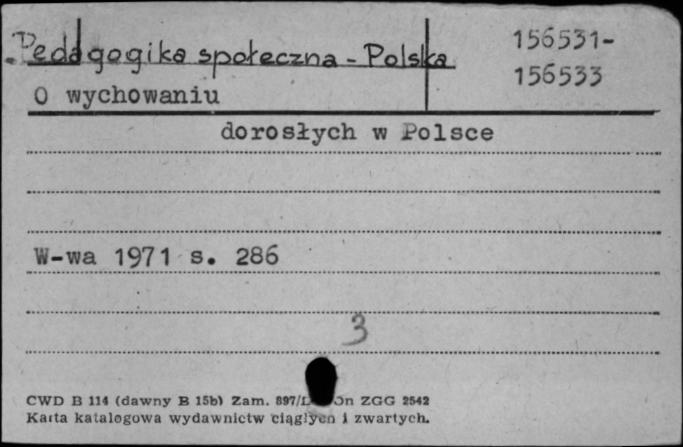 Pedagogika społeczna - Polska
156531-
156533
O wychowaniu
dorosłych w Polsce
W-wa 1971 s. 286
3
CWD B 114 (dawny B 15b) Zam. 897/L ZGG 2542
Karta katalogowa wydawnictw ciągłych i zwartych.